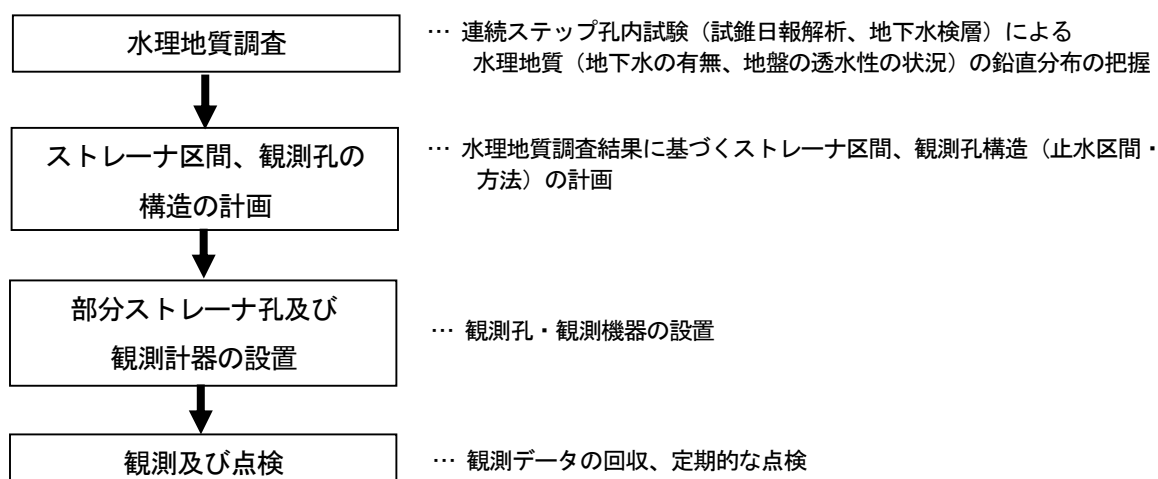 水理地質調査
… 連続ステップ孔内試験（試錐日報解析、地下水検層）による
水理地質（地下水の有無、地盤の透水性の状況）の鉛直分布の把握
ストレーナ区間、観測孔の
構造の計画
… 水理地質調査結果に基づくストレーナ区間、観測孔構造（止水区間・
方法）の計画
部分ストレーナ孔及び
観測計器の設置
… 観測孔・観測機器の設置
観測及び点検
… 観測データの回収、定期的な点検